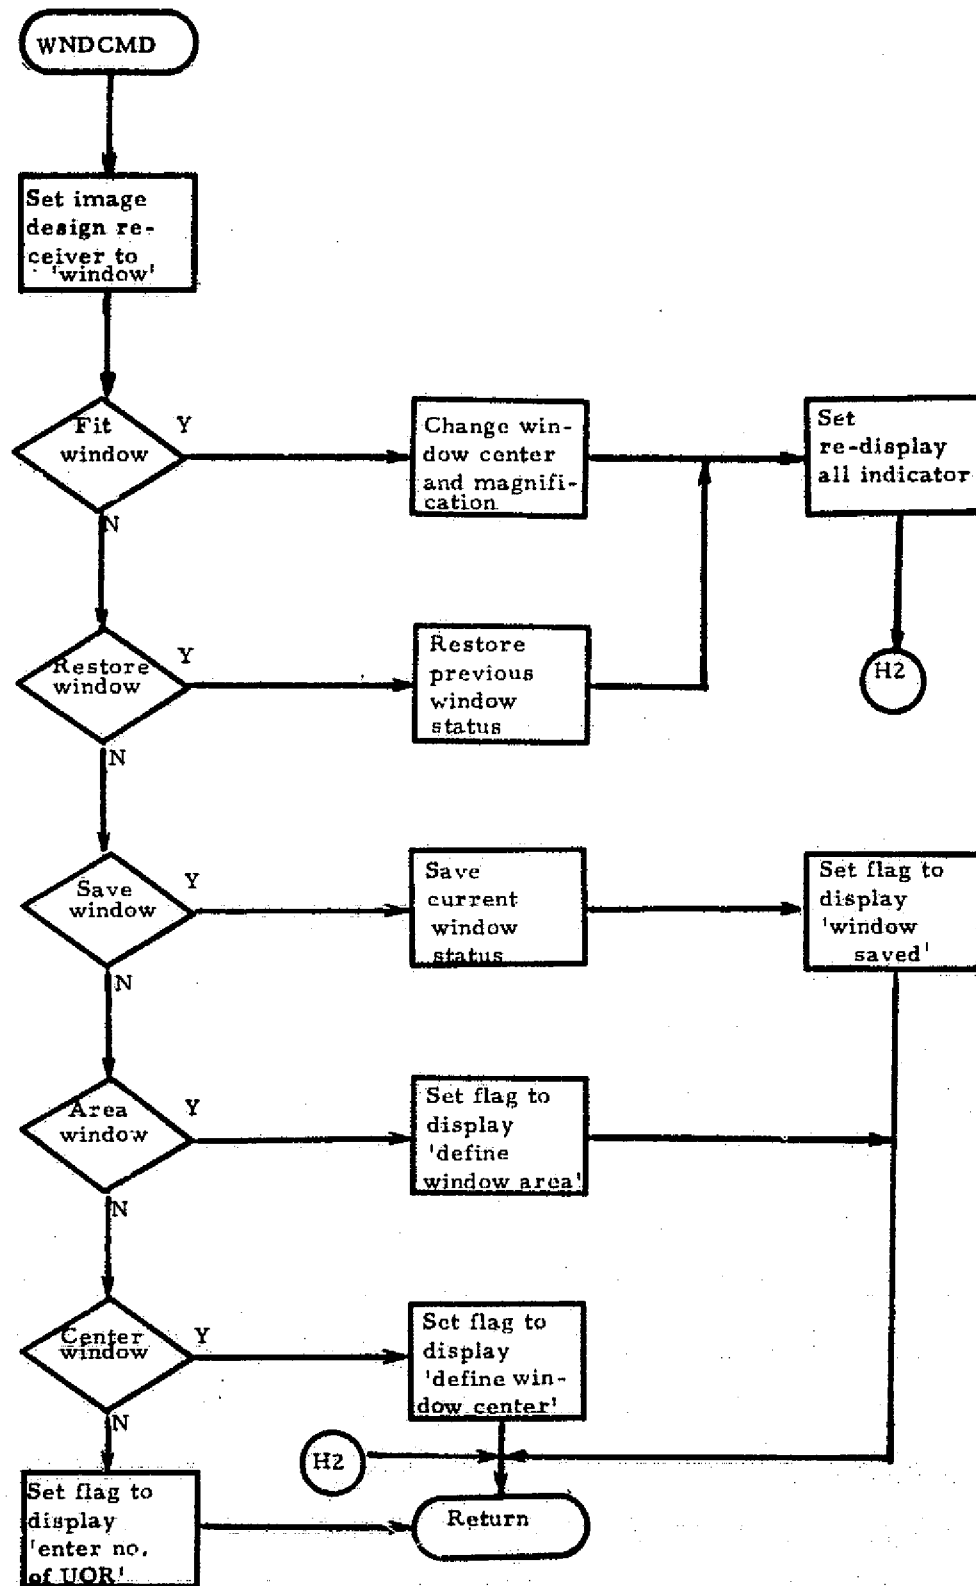 WNDCMD
Set image
design re-
ceiver to
'window'
Fit
window
Y
N
Change win-
dow center
and magnifi-
cation
Set
re-display
all indicator
H2
Restore
window
Y
N
Restore
previous
window
status
Save
window
Y
N
Save
current
window
status
Set flag to
display
'window
saved'
Area
window
Y
N
Set flag to
display
'define
window area'
Center
window
Y
N
Set flag to
display
'define win-
dow center'
H2
Set flag to
display
'enter no.
of UOR'
Return